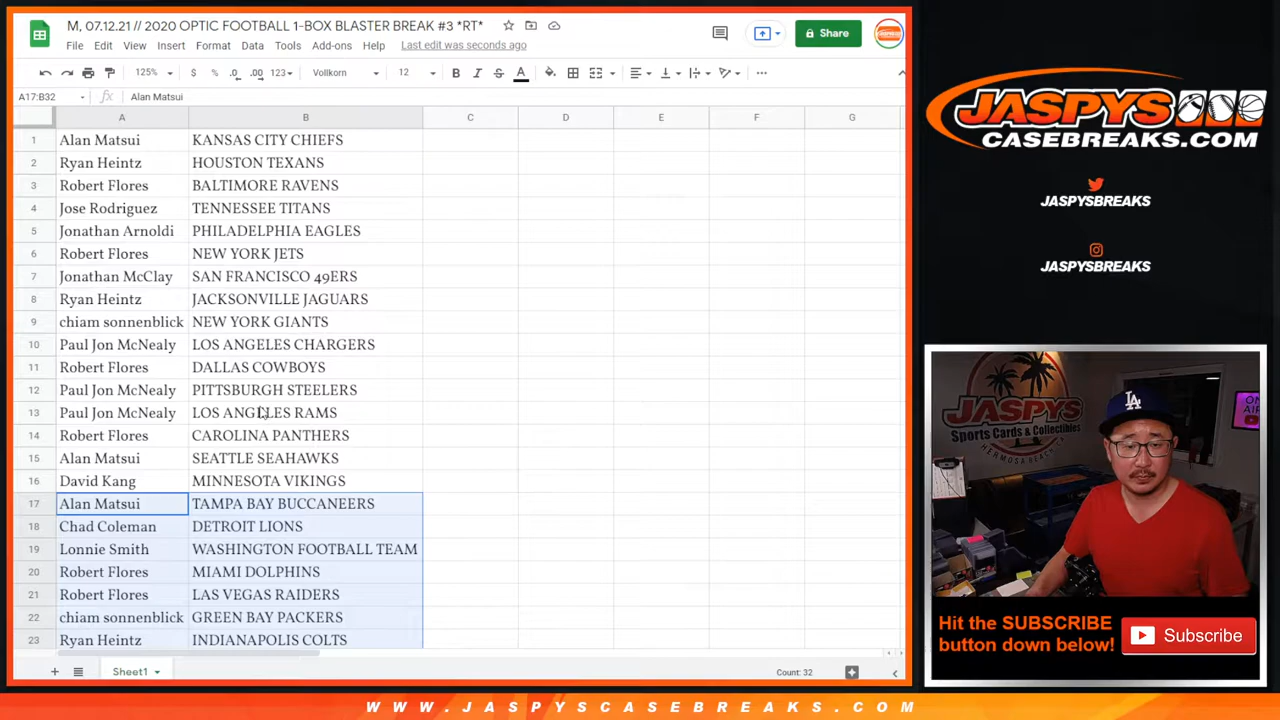 M, 07.12.21 // 2020 OPTIC FOOTBALL 1-BOX BLASTER BREAK #3 *RT*
File Edit View Insert Format Data Tools Add-ons Help Last edit was seconds ago
Share
125% $ % .0 .00 123 Vollkorn 12 B I S A
A17:B32 fx Alan Matsui
A B C D E F G
1 Alan Matsui KANSAS CITY CHIEFS
2 Ryan Heintz HOUSTON TEXANS
3 Robert Flores BALTIMORE RAVENS
4 Jose Rodriguez TENNESSEE TITANS
5 Jonathan Arnoldi PHILADELPHIA EAGLES
6 Robert Flores NEW YORK JETS
7 Jonathan McClay SAN FRANCISCO 49ERS
8 Ryan Heintz JACKSONVILLE JAGUARS
9 chiam sonnenblick NEW YORK GIANTS
10 Paul Jon McNealy LOS ANGELES CHARGERS
11 Robert Flores DALLAS COWBOYS
12 Paul Jon McNealy PITTSBURGH STEELERS
13 Paul Jon McNealy LOS ANGELES RAMS
14 Robert Flores CAROLINA PANTHERS
15 Alan Matsui SEATTLE SEAHAWKS
16 David Kang MINNESOTA VIKINGS
17 Alan Matsui TAMPA BAY BUCCANEERS
18 Chad Coleman DETROIT LIONS
19 Lonnie Smith WASHINGTON FOOTBALL TEAM
20 Robert Flores MIAMI DOLPHINS
21 Robert Flores LAS VEGAS RAIDERS
22 chiam sonnenblick GREEN BAY PACKERS
23 Ryan Heintz INDIANAPOLIS COLTS
Sheet1 Count: 32
JASPYS
CASEBREAKS.COM
JASPYSBREAKS
JASPYSBREAKS
JASPYS
Sports Cards & Collectibles
HERMOSA BEACH
LA
ON
AIR
Hit the SUBSCRIBE
button down below!
Subscribe
WWW.JASPYSCASEBREAKS.COM